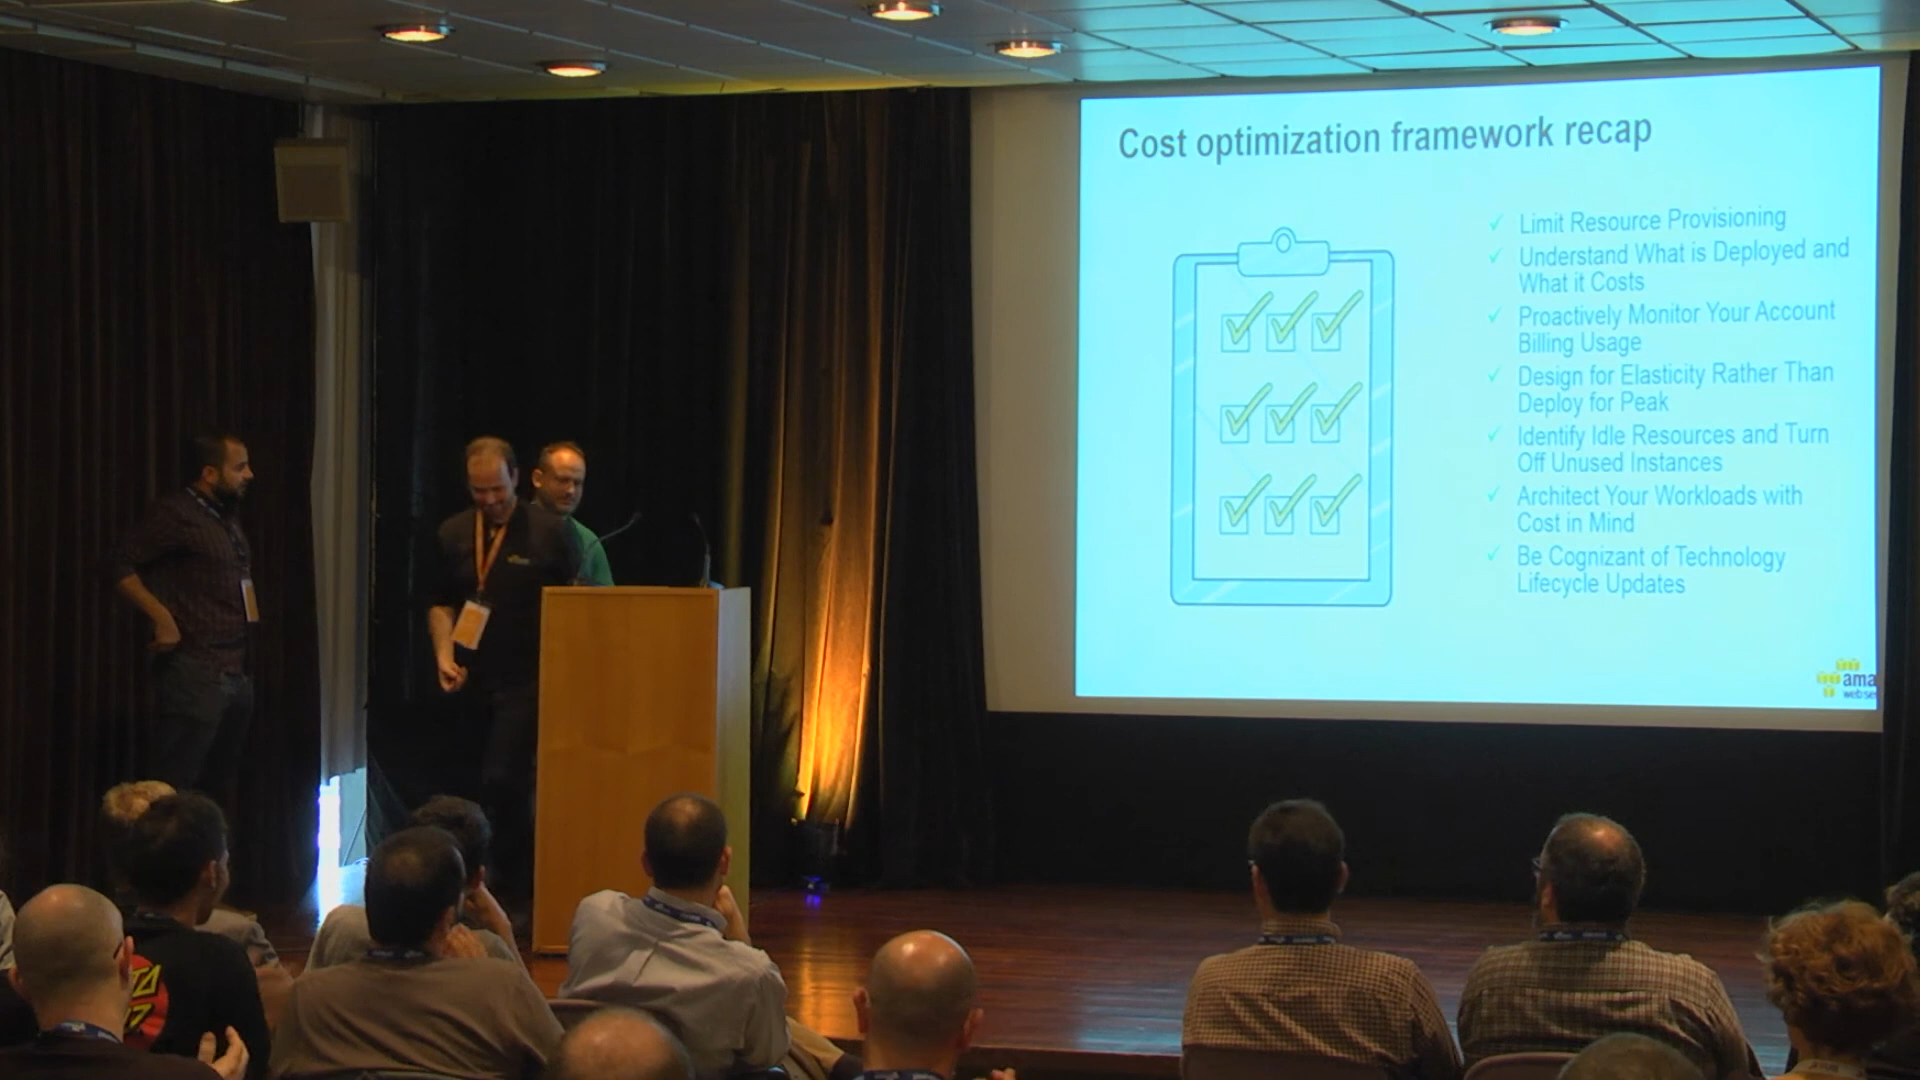 Cost optimization framework recap
Limit Resource Provisioning
Understand What is Deployed and
What it Costs
Proactively Monitor Your Account
Billing Usage
Design for Elasticity Rather Than
Deploy for Peak
Identify Idle Resources and Turn
Off Unused Instances
Architect Your Workloads with
Cost in Mind
Be Cognizant of Technology
Lifecycle Updates
ama
web se